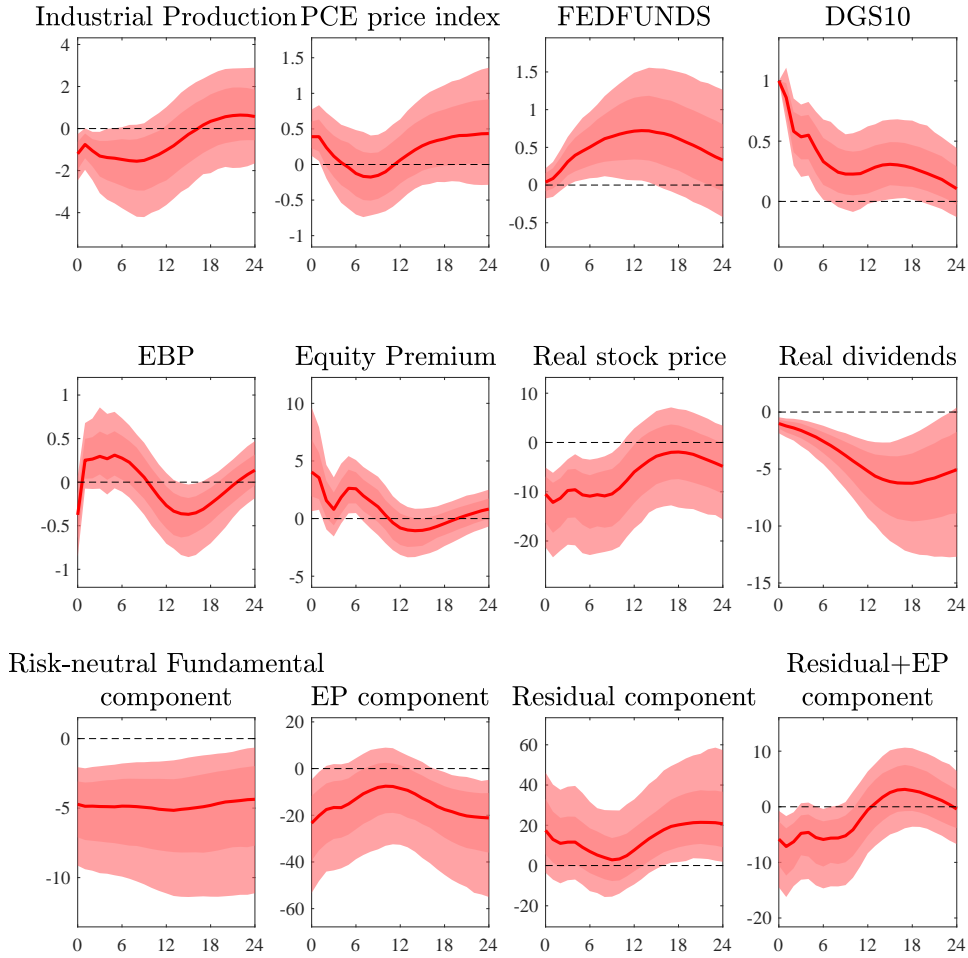 Industrial Production PCE price index FEDFUNDS DGS10
4 1.5 1.5 1
2 1 1 0.5
0 0.5 0.5 0
-2 0 0
-4 -0.5 -0.5
-1
0 6 12 18 24 0 6 12 18 24 0 6 12 18 24 0 6 12 18 24
EBP Equity Premium Real stock price Real dividends
1 10 10 0
0.5 5 0 -5
0 0 -10 -10
-0.5 -5 -20 -15
-1
0 6 12 18 24 0 6 12 18 24 0 6 12 18 24 0 6 12 18 24
Risk-neutral Fundamental Residual+EP
component EP component Residual component component
0 20 60 10
-5 0 40 0
-10 -20 20 -10
-40 0 -20
-60 -20
0 6 12 18 24 0 6 12 18 24 0 6 12 18 24 0 6 12 18 24